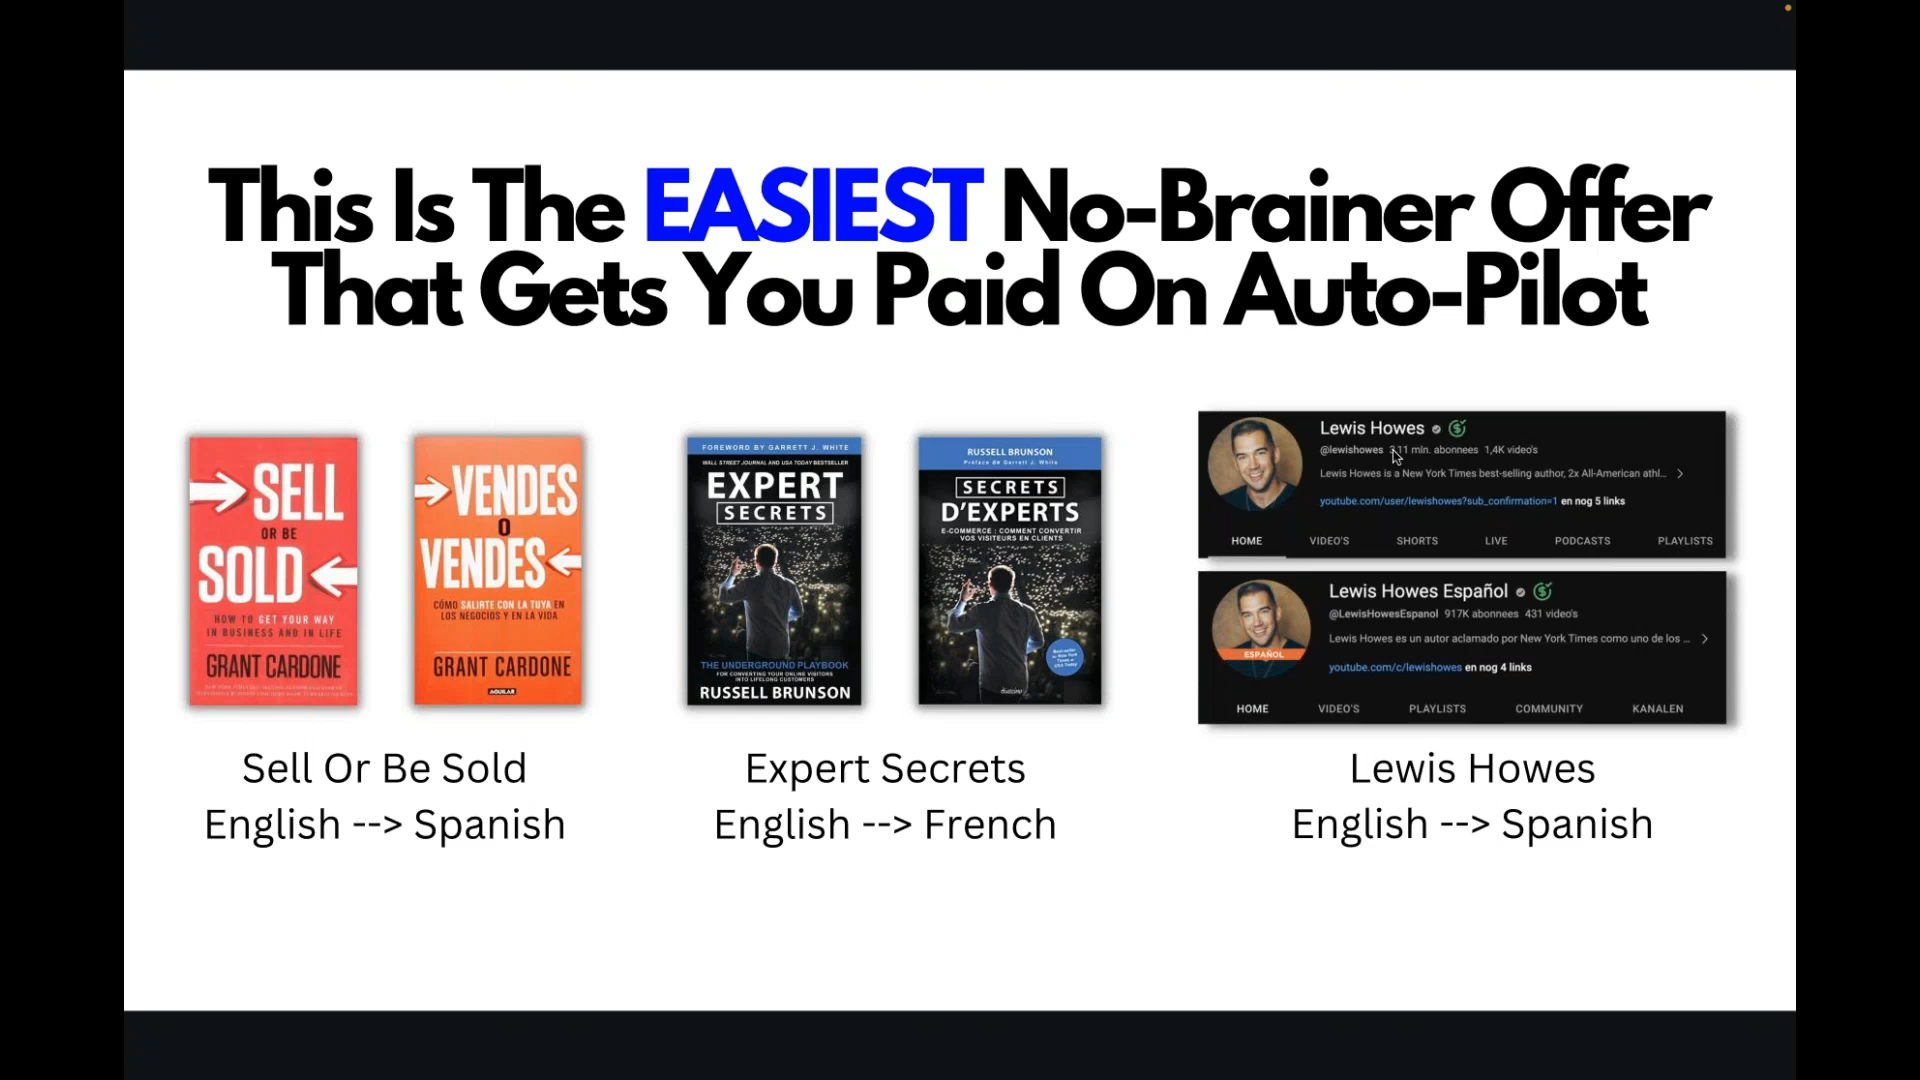 This Is The EASIEST No-Brainer Offer
That Gets You Paid On Auto-Pilot
SELL
OR BE
SOLD
HOW TO GET YOUR WAY
IN BUSINESS AND IN LIFE
GRANT CARDONE
VENDES
O
VENDES
CÓMO SALIRTE CON LA TUYA EN
LOS NEGOCIOS Y EN LA VIDA
GRANT CARDONE
AGUILAR
Sell Or Be Sold
English --> Spanish
FOREWORD BY GARRETT J. WHITE
WALL STREET JOURNAL AND USA TODAY BESTSELLER
EXPERT
SECRETS
THE UNDERGROUND PLAYBOOK
FOR CONVERTING YOUR ONLINE VISITORS
INTO LIFELONG CUSTOMERS
RUSSELL BRUNSON
RUSSELL BRUNSON
Préface de Garrett J. White
SECRETS
D'EXPERTS
E-COMMERCE : COMMENT CONVERTIR
VOS VISITEURS EN CLIENTS
Expert Secrets
English --> French
Lewis Howes
@lewishowes 3,11 mln. abonnees 1,4K video's
Lewis Howes is a New York Times best-selling author, 2x All-American athl...
youtube.com/user/lewishowes?sub_confirmation=1 en nog 5 links
HOME VIDEO'S SHORTS LIVE PODCASTS PLAYLISTS
Lewis Howes Español
@LewisHowesEspanol 917K abonnees 431 video's
ESPAÑOL
Lewis Howes es un autor aclamado por New York Times como uno de los ...
youtube.com/c/lewishowes en nog 4 links
HOME VIDEO'S PLAYLISTS COMMUNITY KANALEN
Lewis Howes
English --> Spanish